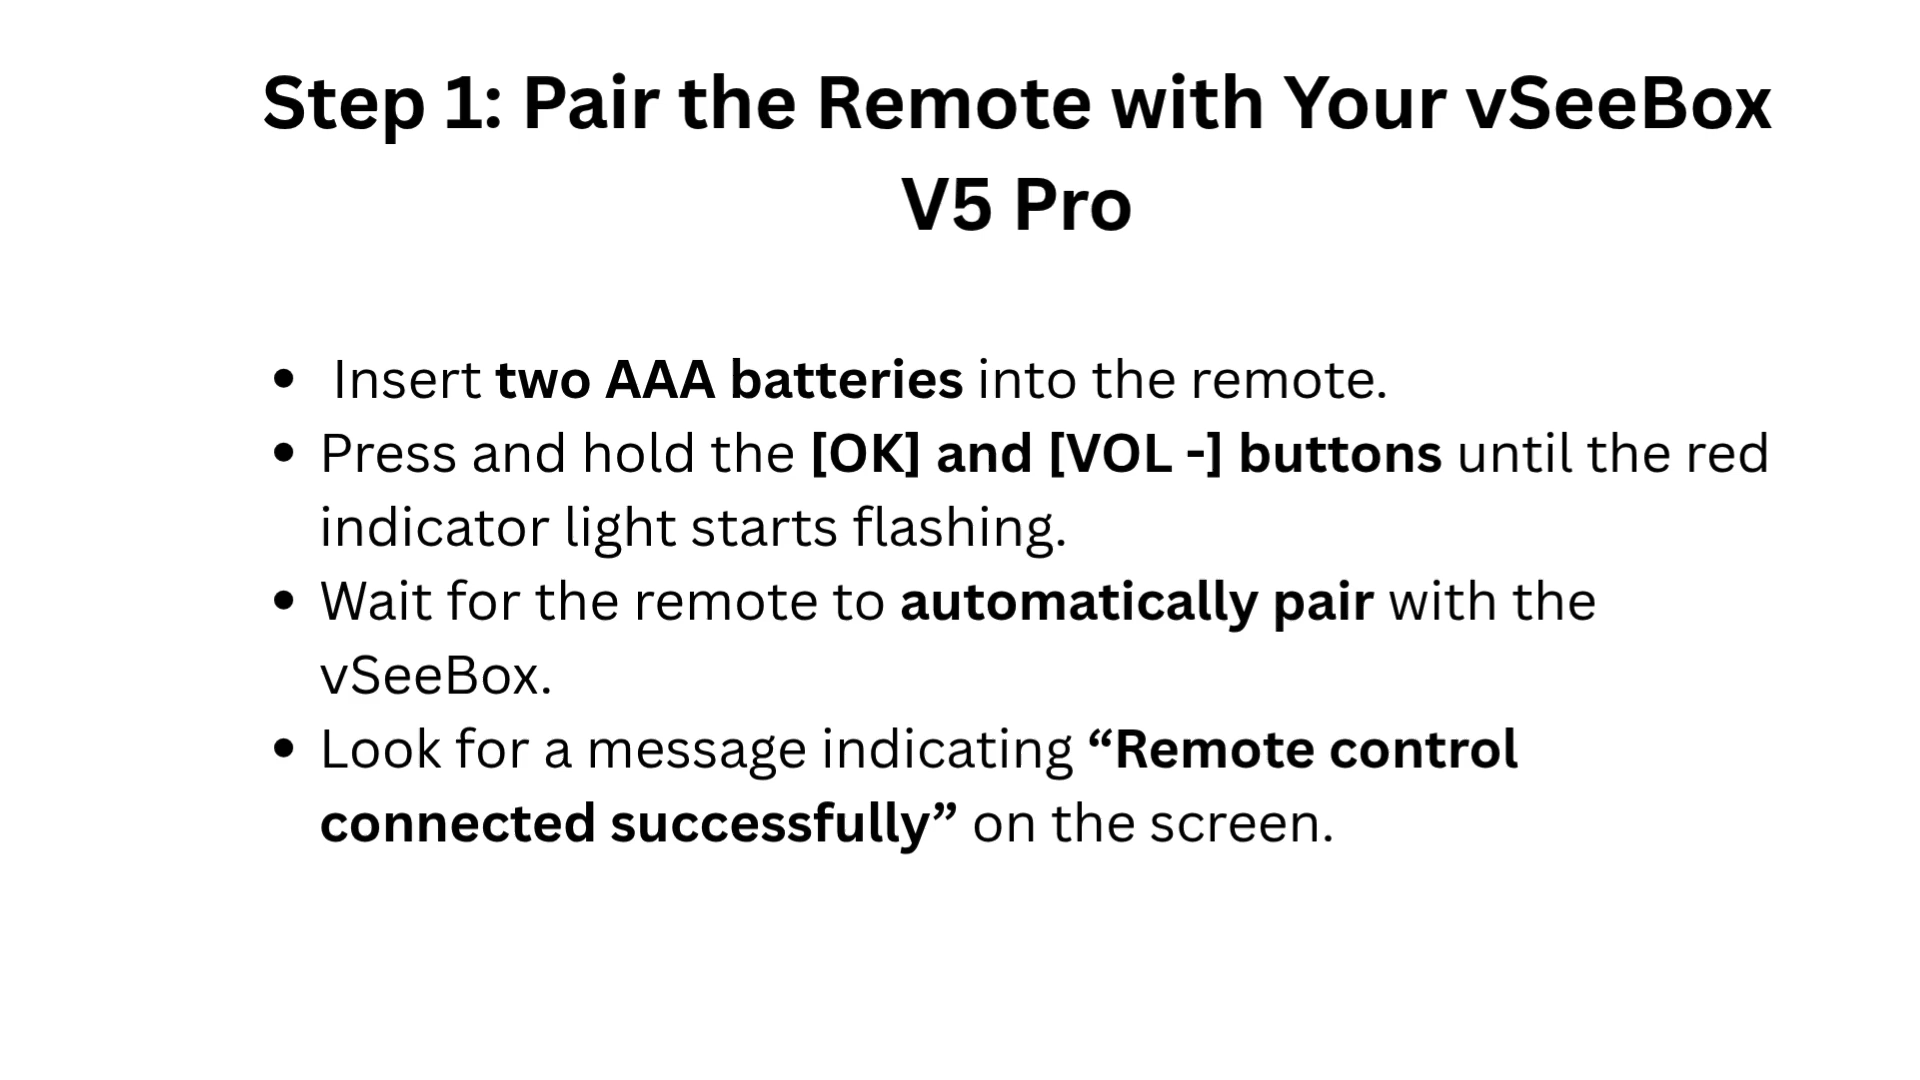 Step 1: Pair the Remote with Your vSeeBox
V5 Pro
• Insert two AAA batteries into the remote.
• Press and hold the [OK] and [VOL -] buttons until the red
indicator light starts flashing.
• Wait for the remote to automatically pair with the
vSeeBox.
• Look for a message indicating “Remote control
connected successfully” on the screen.